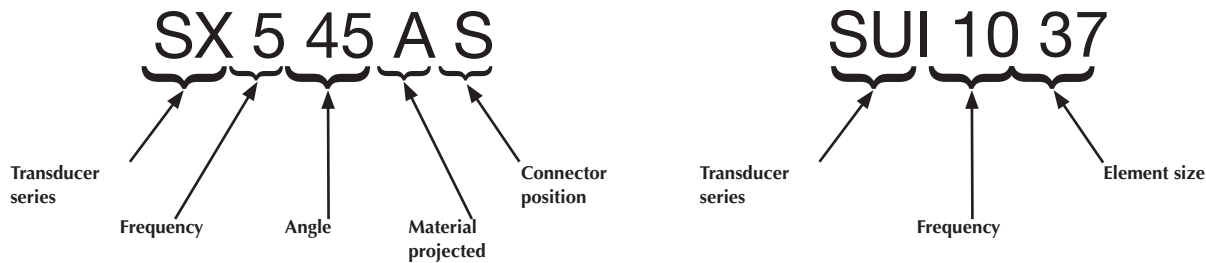 SX 5 45 A S
Transducer
series
Frequency
Angle
Material
projected
Connector
position
SUI 10 37
Transducer
series
Frequency
Element size